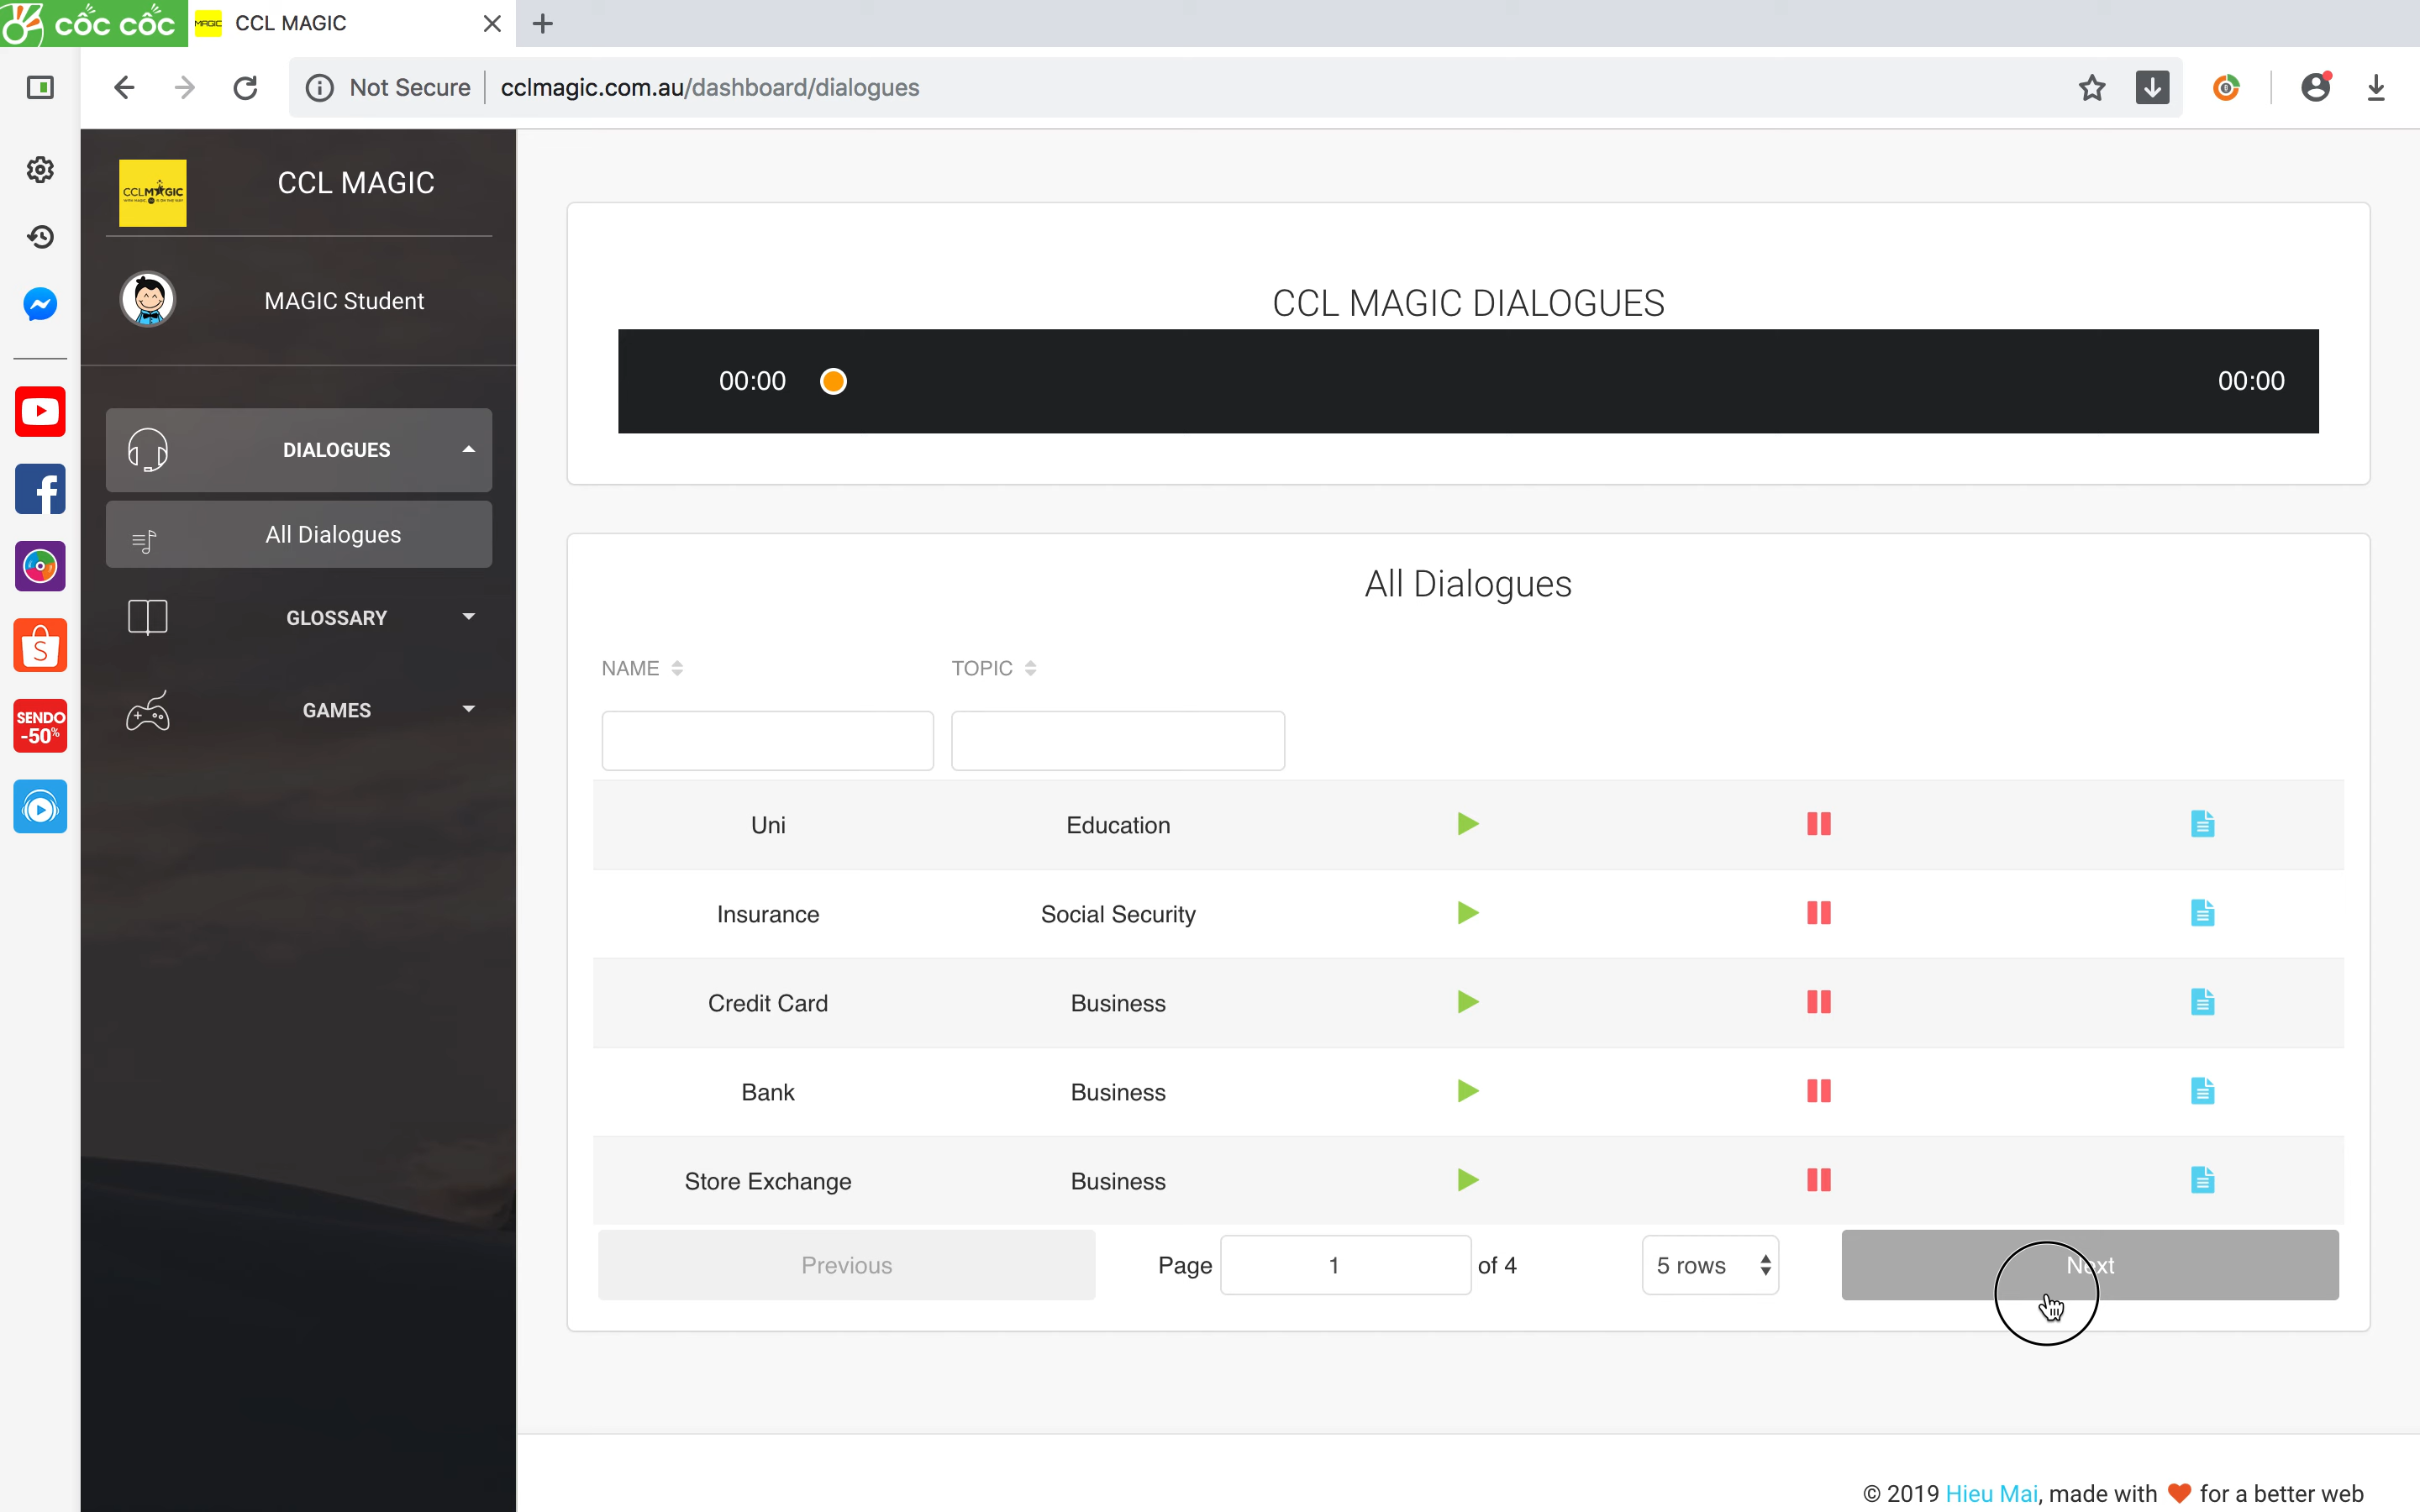 cốc cốc
MAGIC
CCL MAGIC
Not Secure
cclmagic.com.au/dashboard/dialogues
CCLMAGIC
CCL MAGIC
MAGIC Student
DIALOGUES
All Dialogues
GLOSSARY
GAMES
SENDO
-50%
CCL MAGIC DIALOGUES
00:00
00:00
All Dialogues
NAME TOPIC
Uni Education
Insurance Social Security
Credit Card Business
Bank Business
Store Exchange Business
Previous Page 1 of 4 5 rows Next
© 2019 Hieu Mai, made with for a better web